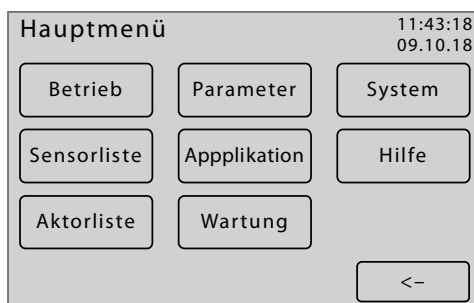 Hauptmenü
11:43:18
09.10.18
Betrieb
Parameter
System
Sensorliste
Appplikation
Hilfe
Aktorliste
Wartung
<–